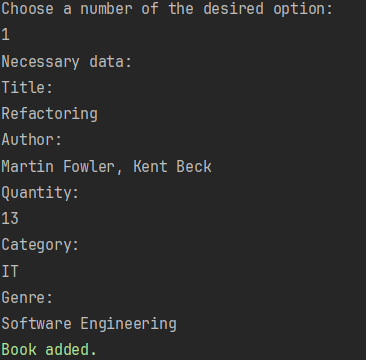 Choose a number of the desired option:
1
Necessary data:
Title:
Refactoring
Author:
Martin Fowler, Kent Beck
Quantity:
13
Category:
IT
Genre:
Software Engineering
Book added.